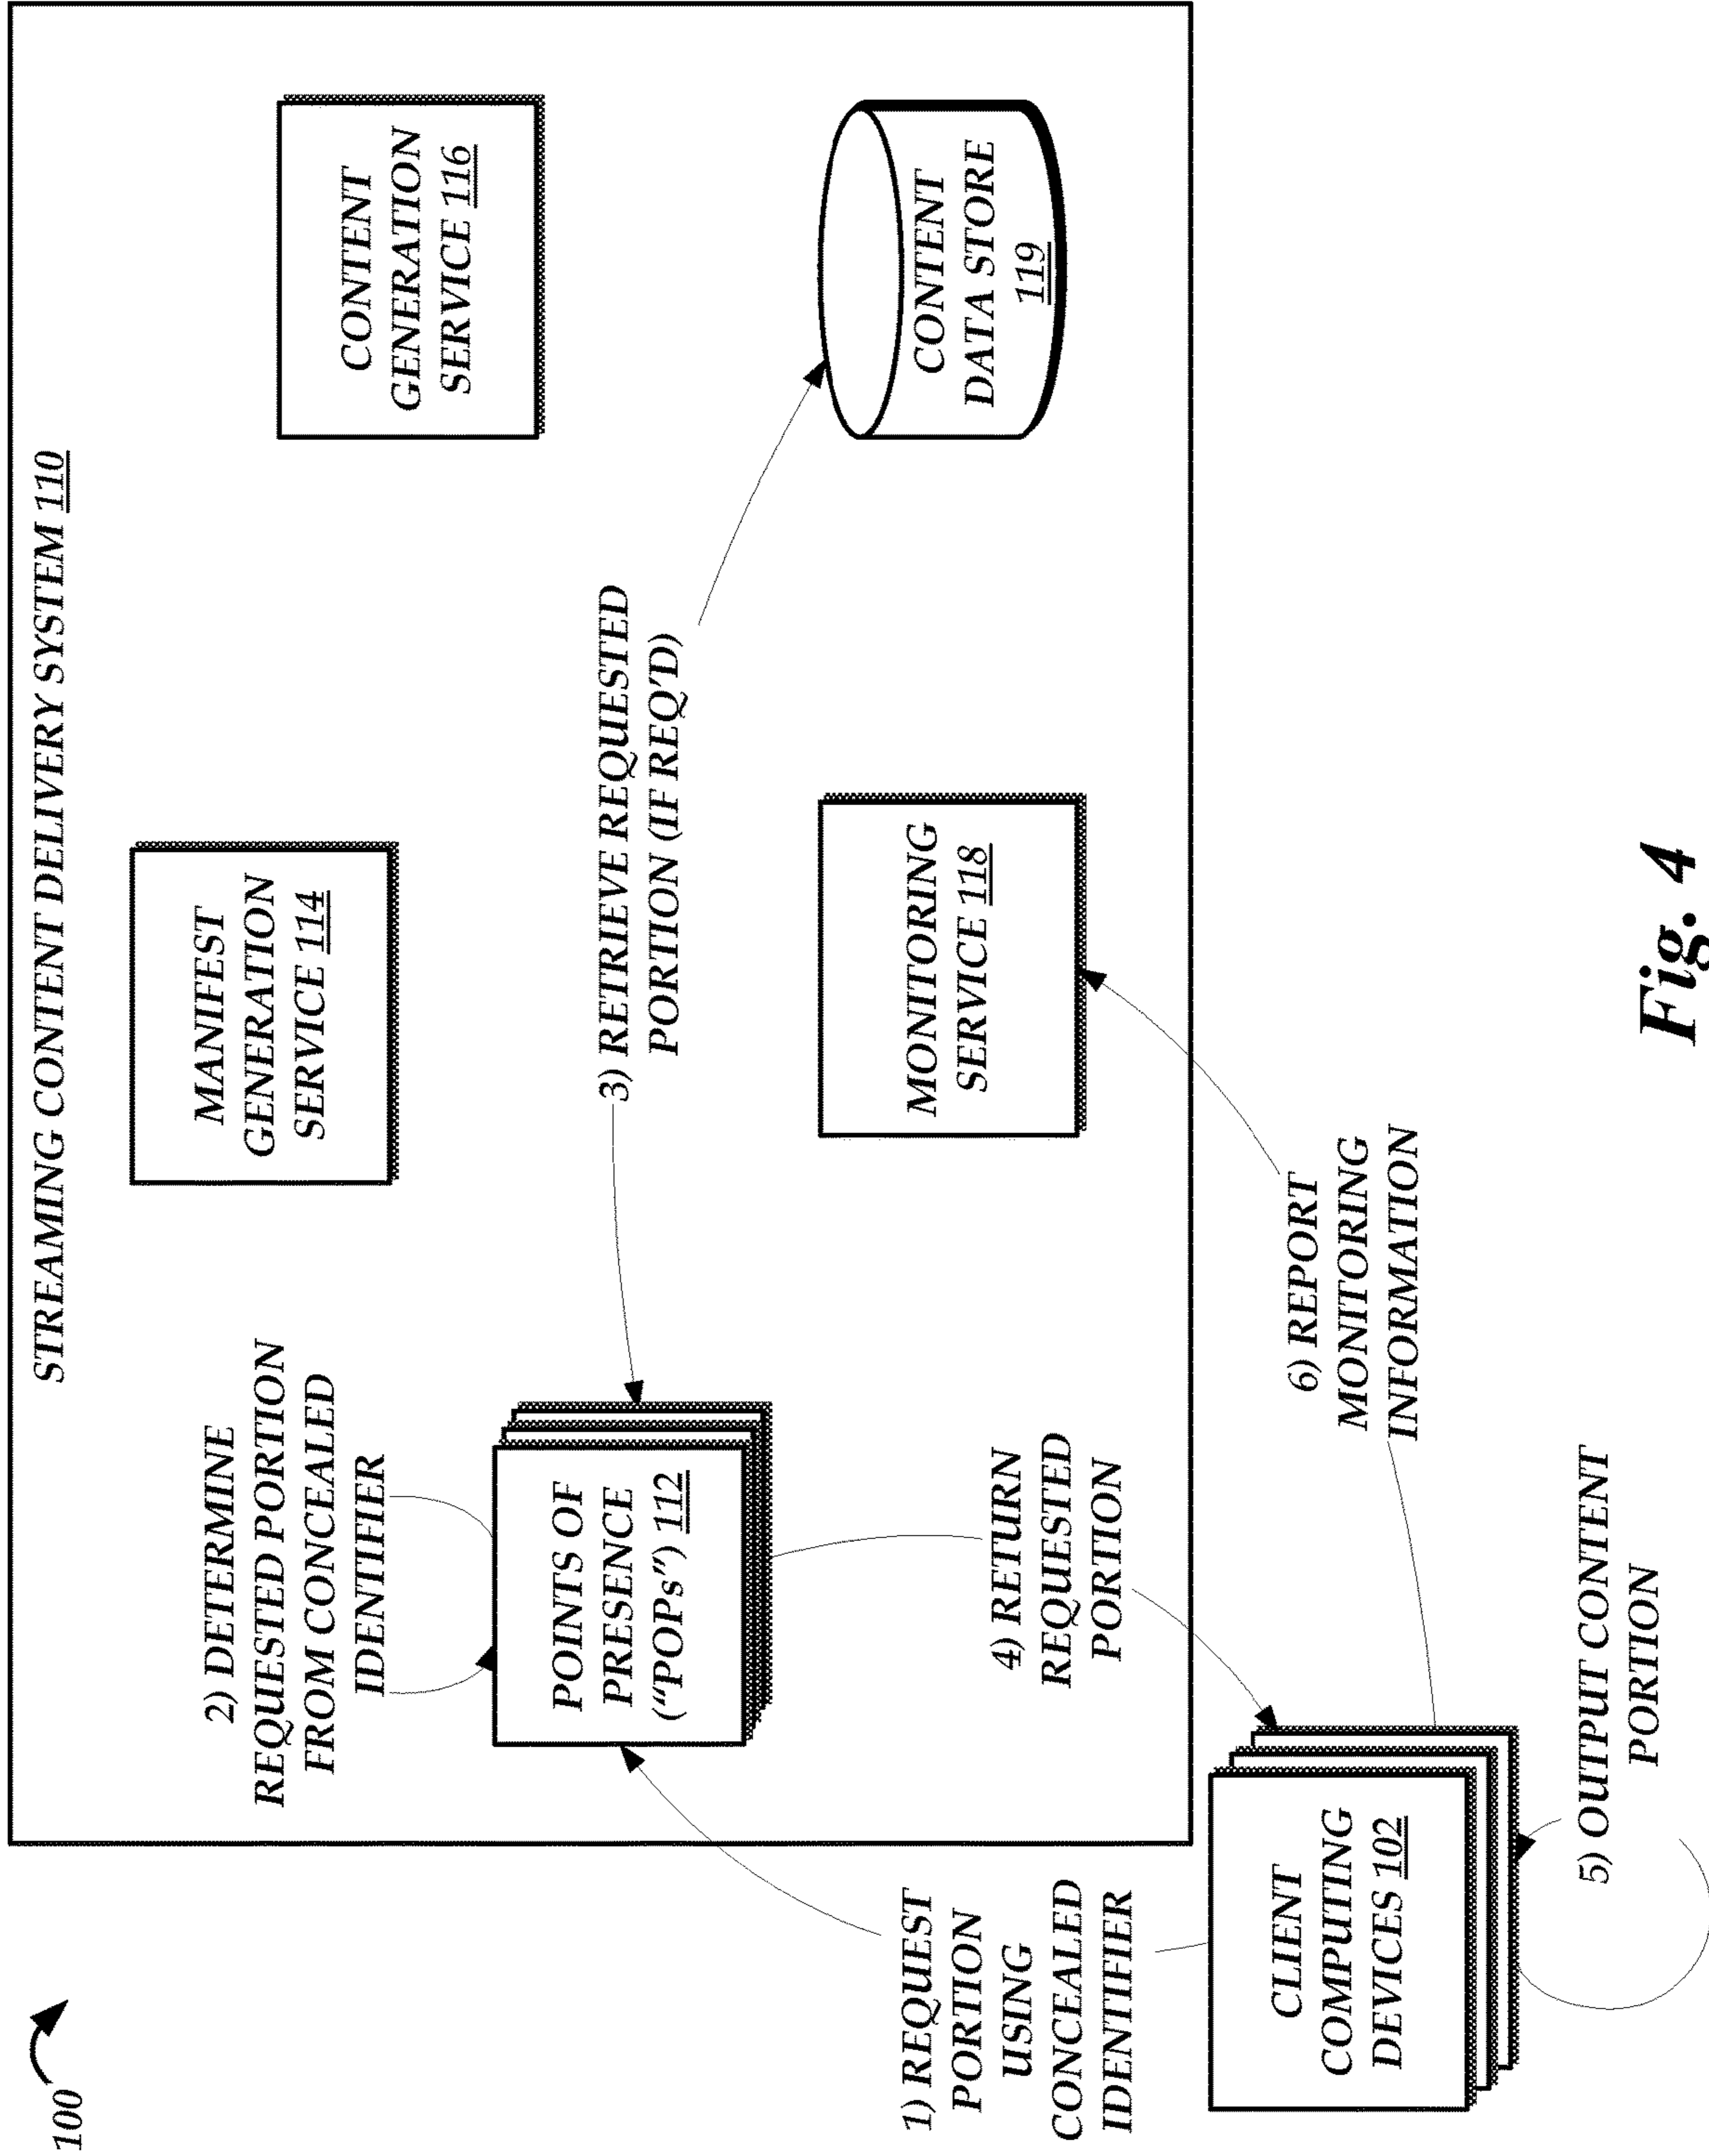 100
STREAMING CONTENT DELIVERY SYSTEM 110
2) DETERMINE
REQUESTED PORTION
FROM CONCEALED
IDENTIFIER
MANIFEST
GENERATION
SERVICE 114
CONTENT
GENERATION
SERVICE 116
POINTS OF
PRESENCE
("POPs") 112
3) RETRIEVE REQUESTED
PORTION (IF REQ'D)
1) REQUEST
PORTION
USING
CONCEALED
IDENTIFIER
4) RETURN
REQUESTED
PORTION
MONITORING
SERVICE 118
CONTENT
DATA STORE
119
CLIENT
COMPUTING
DEVICES 102
6) REPORT
MONITORING
INFORMATION
5) OUTPUT CONTENT
PORTION
Fig. 4